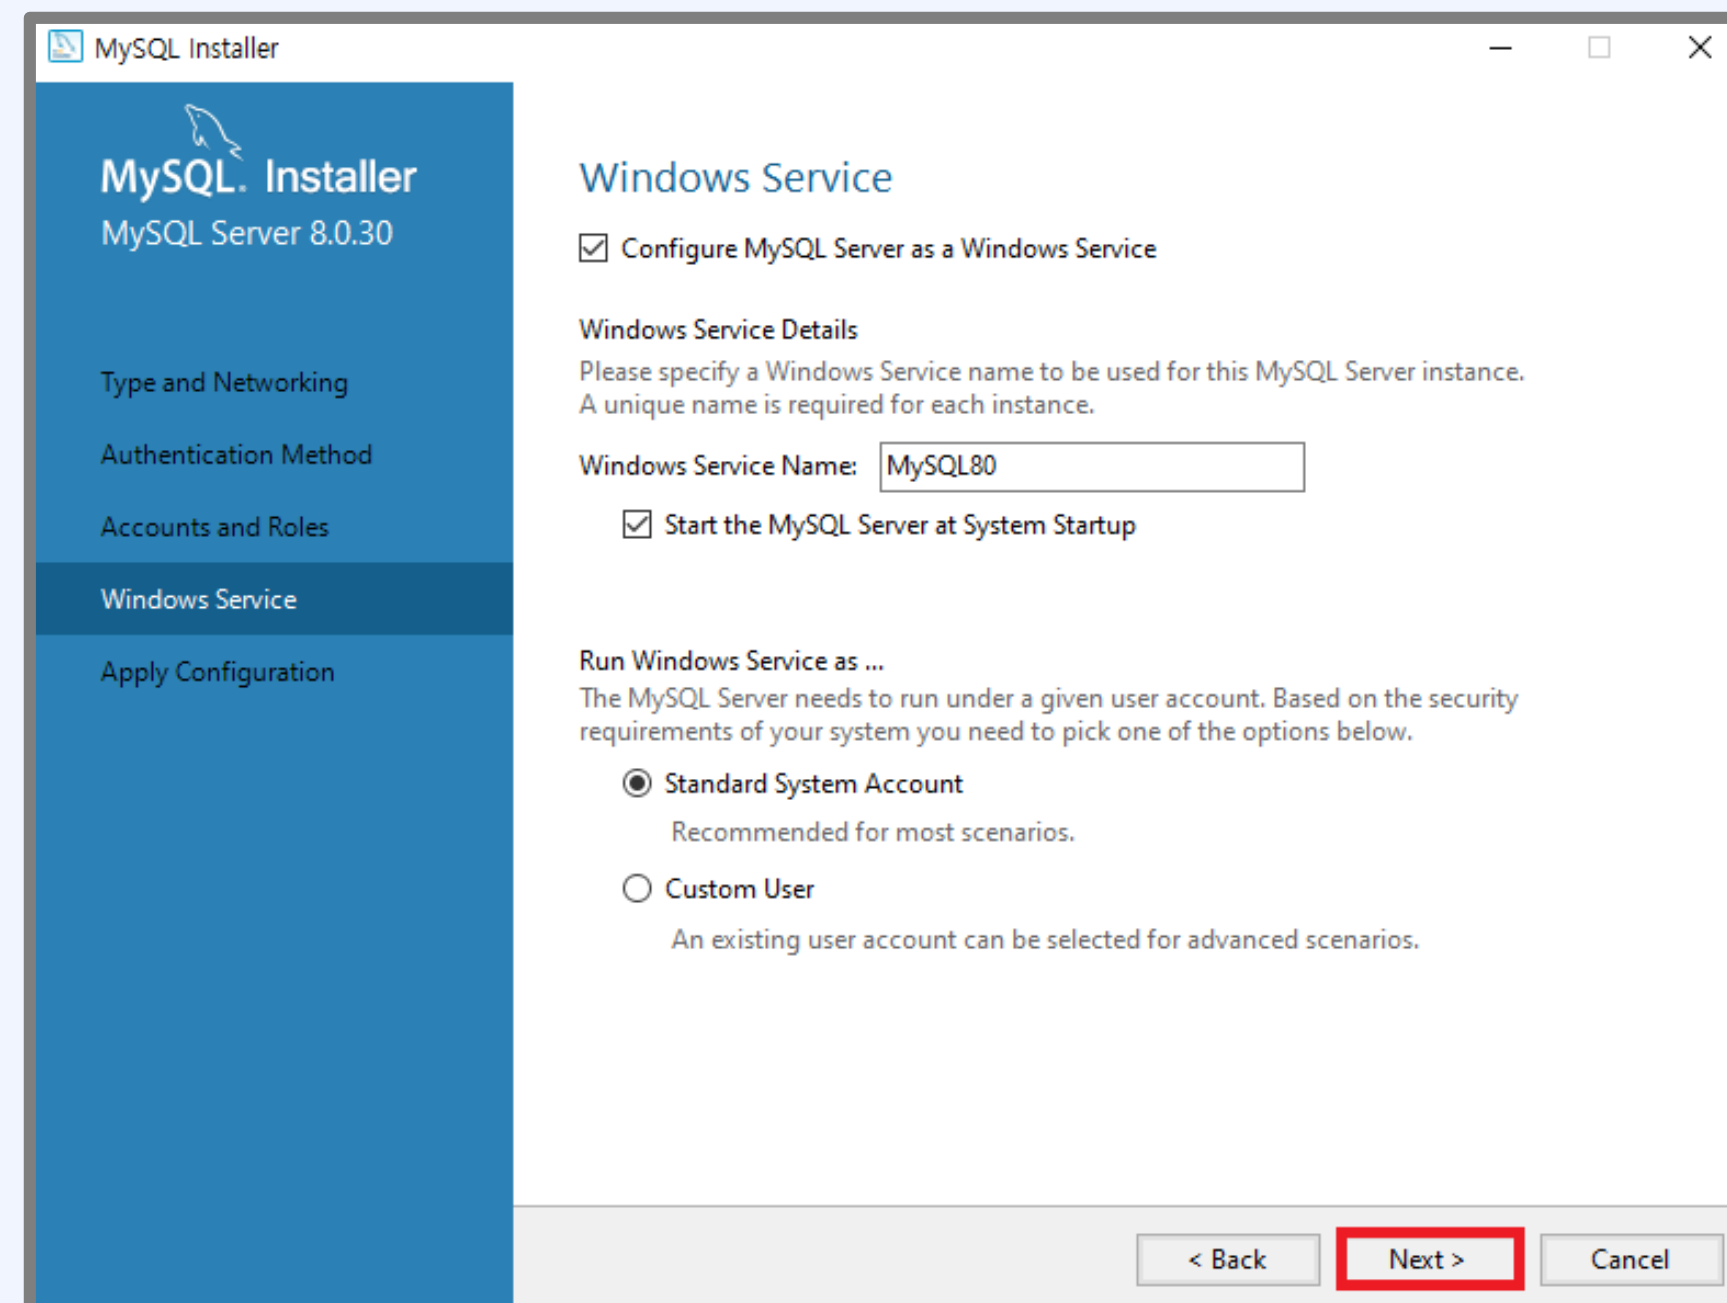 MySQL Installer
MySQL. Installer
MySQL Server 8.0.30
Type and Networking
Authentication Method
Accounts and Roles
Windows Service
Apply Configuration
Windows Service
Configure MySQL Server as a Windows Service
Windows Service Details
Please specify a Windows Service name to be used for this MySQL Server instance.
A unique name is required for each instance.
Windows Service Name: MySQL80
Start the MySQL Server at System Startup
Run Windows Service as ...
The MySQL Server needs to run under a given user account. Based on the security
requirements of your system you need to pick one of the options below.
Standard System Account
Recommended for most scenarios.
Custom User
An existing user account can be selected for advanced scenarios.
< Back Next > Cancel